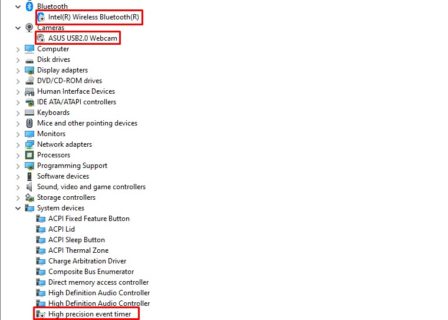 Bluetooth
Intel(R) Wireless Bluetooth(R)
Cameras
ASUS USB2.0 Webcam
Computer
Disk drives
Display adapters
DVD/CD-ROM drives
Human Interface Devices
IDE ATA/ATAPI controllers
Keyboards
Mice and other pointing devices
Monitors
Network adapters
Processors
Programming Support
Software devices
Sound, video and game controllers
Storage controllers
System devices
ACPI Fixed Feature Button
ACPI Lid
ACPI Sleep Button
ACPI Thermal Zone
Charge Arbitration Driver
Composite Bus Enumerator
Direct memory access controller
High Definition Audio Controller
High Definition Audio Controller
High precision event timer